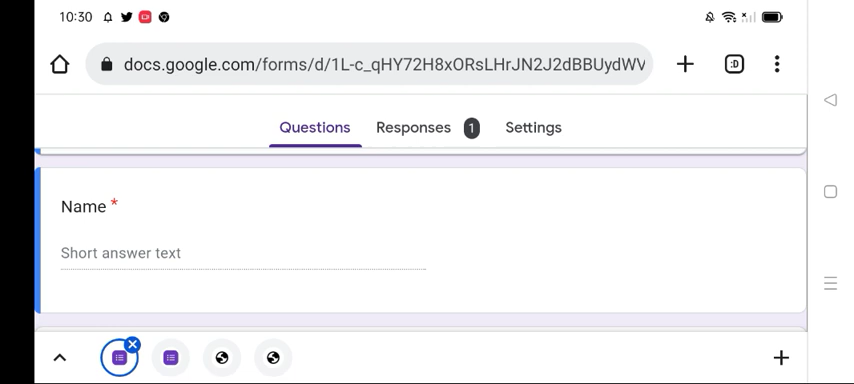 10:30
docs.google.com/forms/d/1L-c_qHY72H8xORsLHrJN2J2dBBUydWV
:D
Questions Responses 1 Settings
Name *
Short answer text